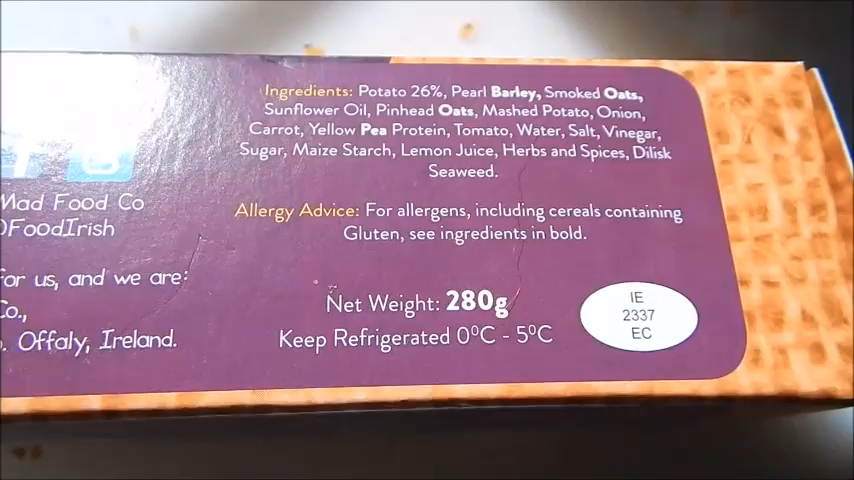 Ingredients: Potato 26%, Pearl Barley, Smoked Oats,
Sunflower Oil, Pinhead Oats, Mashed Potato, Onion,
Carrot, Yellow Pea Protein, Tomato, Water, Salt, Vinegar,
Sugar, Maize Starch, Lemon Juice, Herbs and Spices, Dilisk
Seaweed.
Allergy Advice: For allergens, including cereals containing
Gluten, see ingredients in bold.
Net Weight: 280g
Keep Refrigerated 0ºC - 5ºC
IE
2337
EC
Mad Food Co
@FoodIrish
for us, and we are:
Co.,
. Offaly, Ireland.